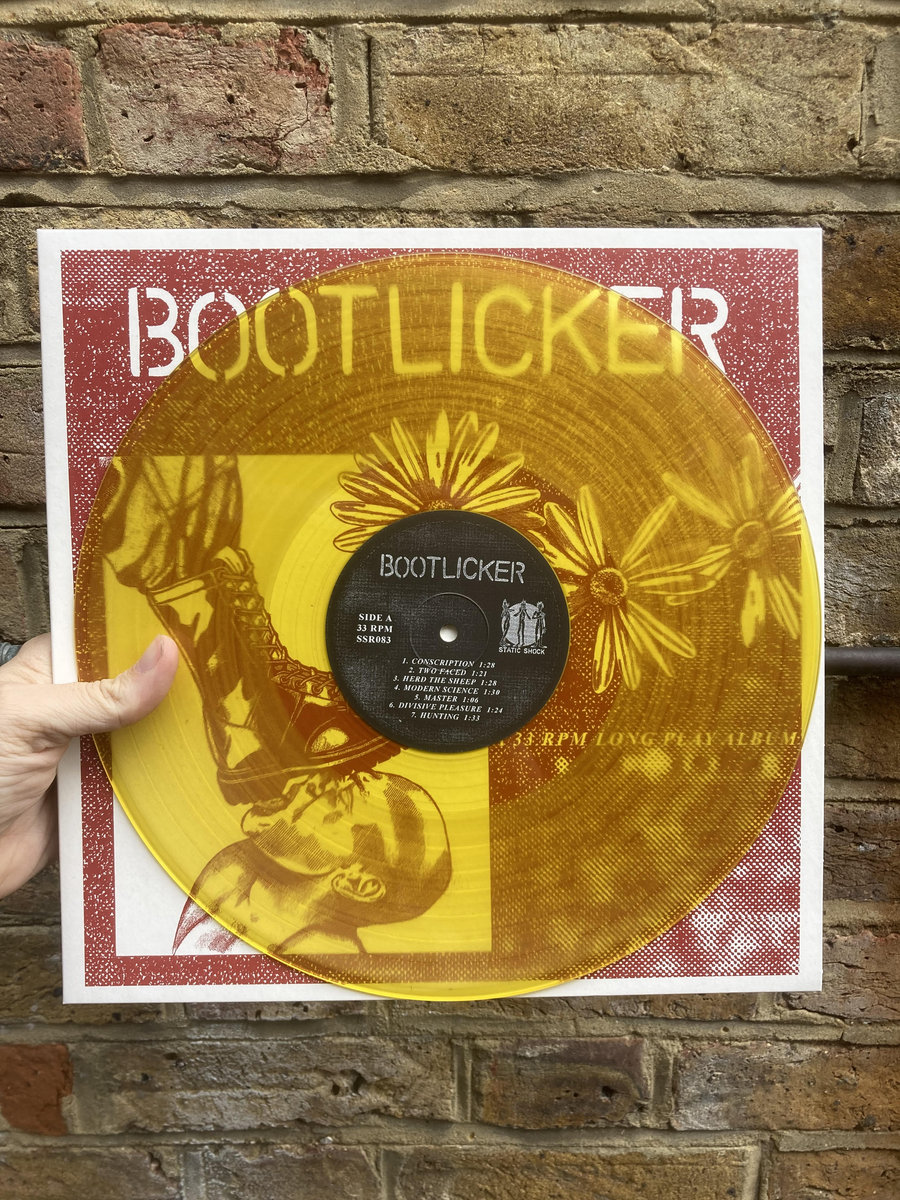 BOOTLICKER
BOOTLICKER
SIDE A
33 RPM
SSR083
STATIC SHOCK
1. CONSCRIPTION 1:28
2. TWO FACED 1:21
3. HERD THE SHEEP 1:28
4. MODERN SCIENCE 1:30
5. MASTER 1:06
6. DIVISIVE PLEASURE 1:24
7. HUNTING 1:33
33 RPM LONG PLAY ALBUM